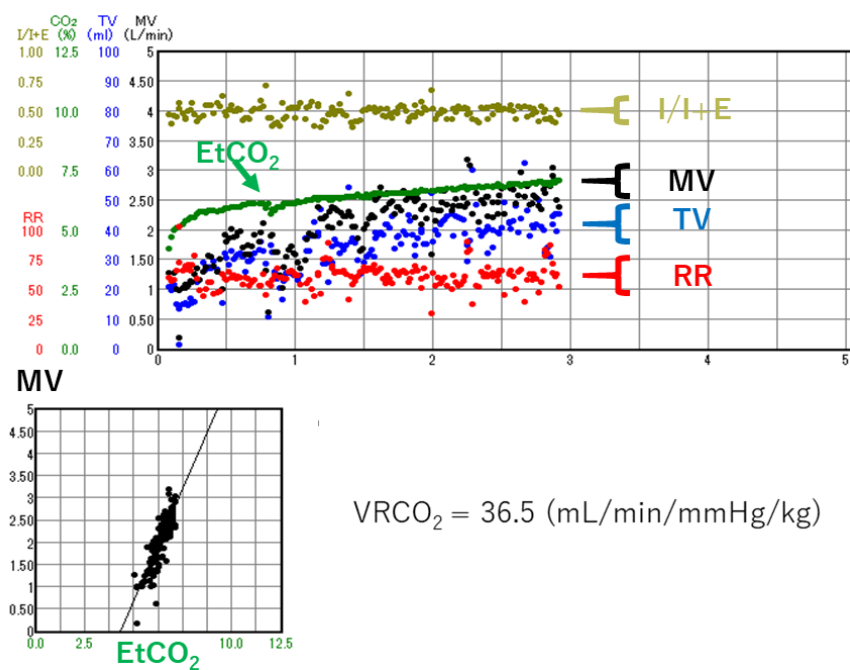 CO2 TV MV
I/I+E (%) (ml) (L/min)
1.00 12.5 100 5
0.75 90 4.50
0.50 10.0 80 4
0.25 70 3.50
0.00 7.5 60 3
50 2.50
RR
100 5.0 40 2
75 30 1.50
50 2.5 20 1
25 10 0.50
0 0.0 0 0
0 1 2 3 4 5
EtCO2
I/I+E
MV
TV
RR
MV
5
4.50
4
3.50
3
2.50
2
1.50
1
0.50
0
0.0 2.5 10.0 12.5
EtCO2
VRCO2 = 36.5 (mL/min/mmHg/kg)